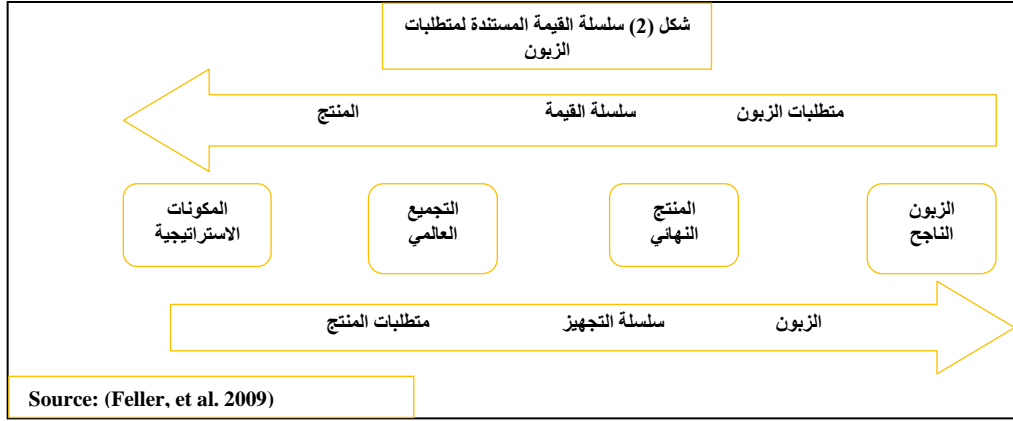 شكل (2) سلسلة القيمة المستندة لمتطلبات
الزبون
متطلبات الزبون سلسلة القيمة المنتج
الزبون
الناجح
المنتج
النهائي
التجميع
العالمي
المكونات
الاستراتيجية
الزبون سلسلة التجهيز متطلبات المنتج
Source: (Feller, et al. 2009)